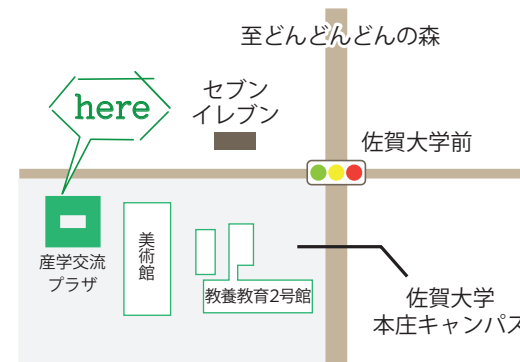 至どんどんどんの森
セブン
イレブン
here
佐賀大学前
産学交流
プラザ
美術館
教養教育2号館
佐賀大学
本庄キャンパス